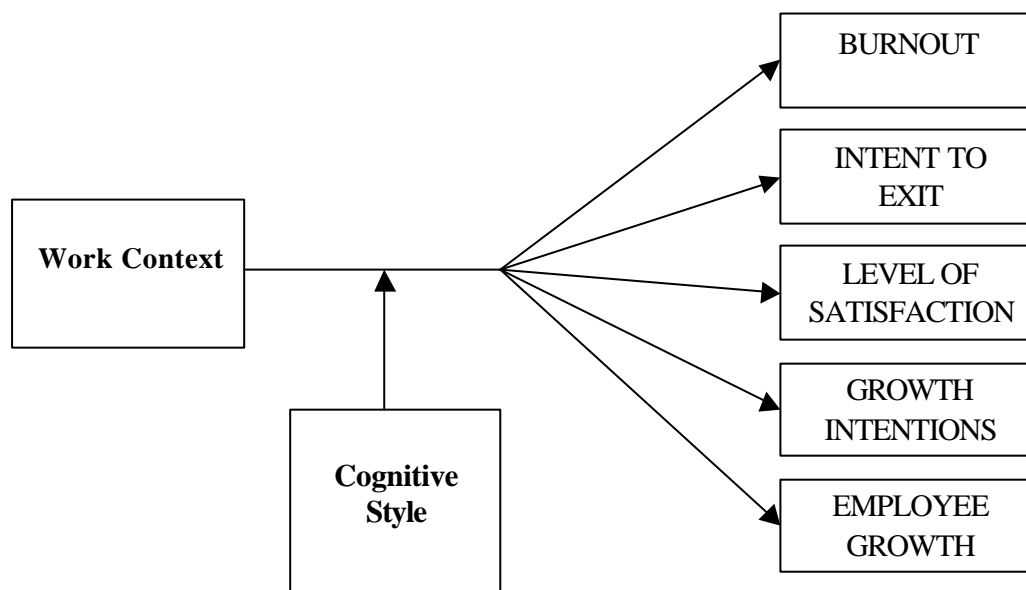 BURNOUT
INTENT TO
EXIT
Work Context
LEVEL OF
SATISFACTION
GROWTH
INTENTIONS
Cognitive
Style
EMPLOYEE
GROWTH